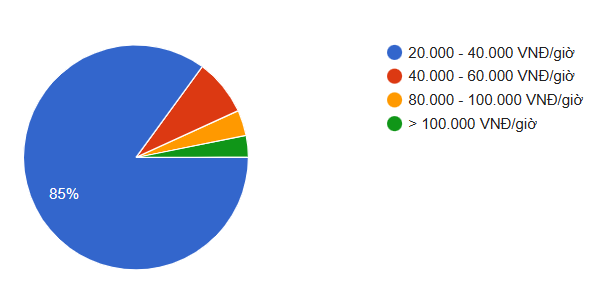 20.000 - 40.000 VNĐ/giờ
40.000 - 60.000 VNĐ/giờ
80.000 - 100.000 VNĐ/giờ
> 100.000 VNĐ/giờ
85%